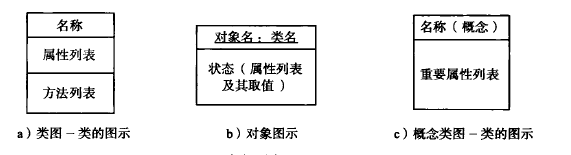 名称
属性列表
方法列表
a）类图－类的图示
对象名：类名
状态（属性列表
及其取值）
b）对象图示
名称（概念）
重要属性列表
c）概念类图－类的图示